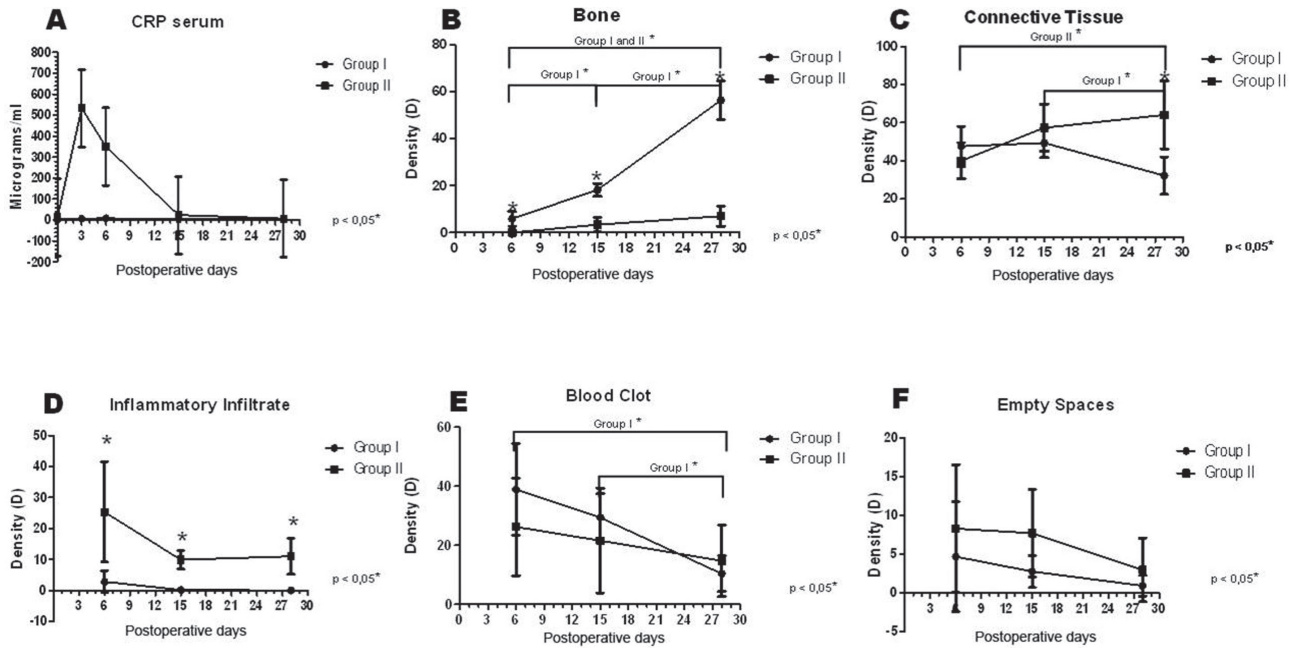 A
CRP serum
800
700
600
500
400
300
200
100
0
-100
-200
Micrograms/ml
3 6 9 12 15 18 21 24 27 30
Postoperative days
Group I
Group II
p < 0,05*
B
Bone
80
60
40
20
0
Density (D)
Group I and II *
Group I *
Group I *
*
*
*
0 3 6 9 12 15 18 21 24 27 30
Postoperative days
Group I
Group II
p < 0,05*
C
Connective Tissue
100
80
60
40
20
0
Density (D)
Group II *
Group I *
*
0 3 6 9 12 15 18 21 24 27 30
Postoperative days
Group I
Group II
p < 0,05*
D
Inflammatory Infiltrate
50
40
30
20
10
0
-10
Density (D)
*
*
*
3 6 9 12 15 18 21 24 27 30
Postoperative days
Group I
Group II
p < 0,05*
E
Blood Clot
60
40
20
0
Density (D)
Group I *
Group I *
0 3 6 9 12 15 18 21 24 27 30
Postoperative days
Group I
Group II
p < 0,05*
F
Empty Spaces
20
15
10
5
0
-5
Density (D)
3 6 9 12 15 18 21 24 27 30
Postoperative days
Group I
Group II
p < 0,05*